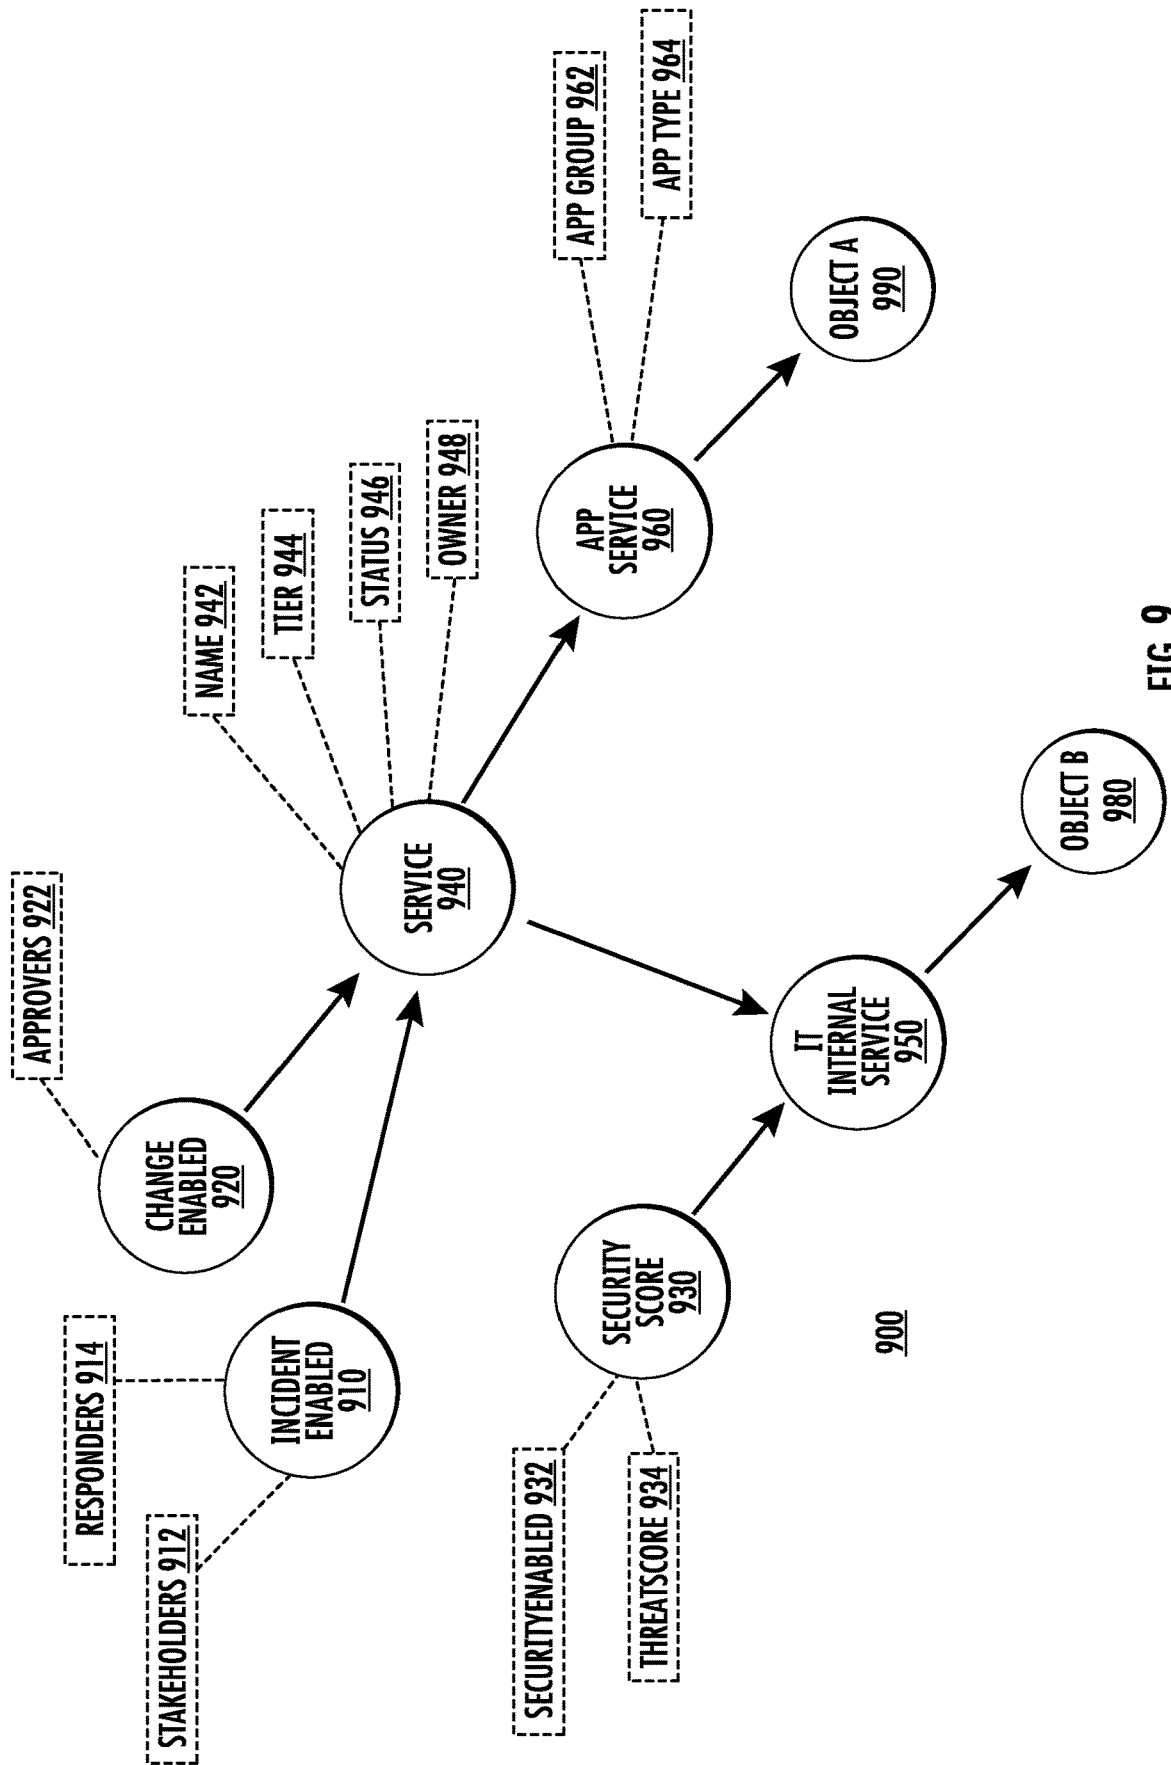 STAKEHOLDERS 912
RESPONDERS 914
APPROVERS 922
INCIDENT
ENABLED
910
CHANGE
ENABLED
920
NAME 942
TIER 944
STATUS 946
OWNER 948
SERVICE
940
APP GROUP 962
APP TYPE 964
APP
SERVICE
960
OBJECT A
990
SECURITYENABLED 932
THREATSCORE 934
SECURITY
SCORE
930
IT
INTERNAL
SERVICE
950
OBJECT B
980
900
FIG. 9